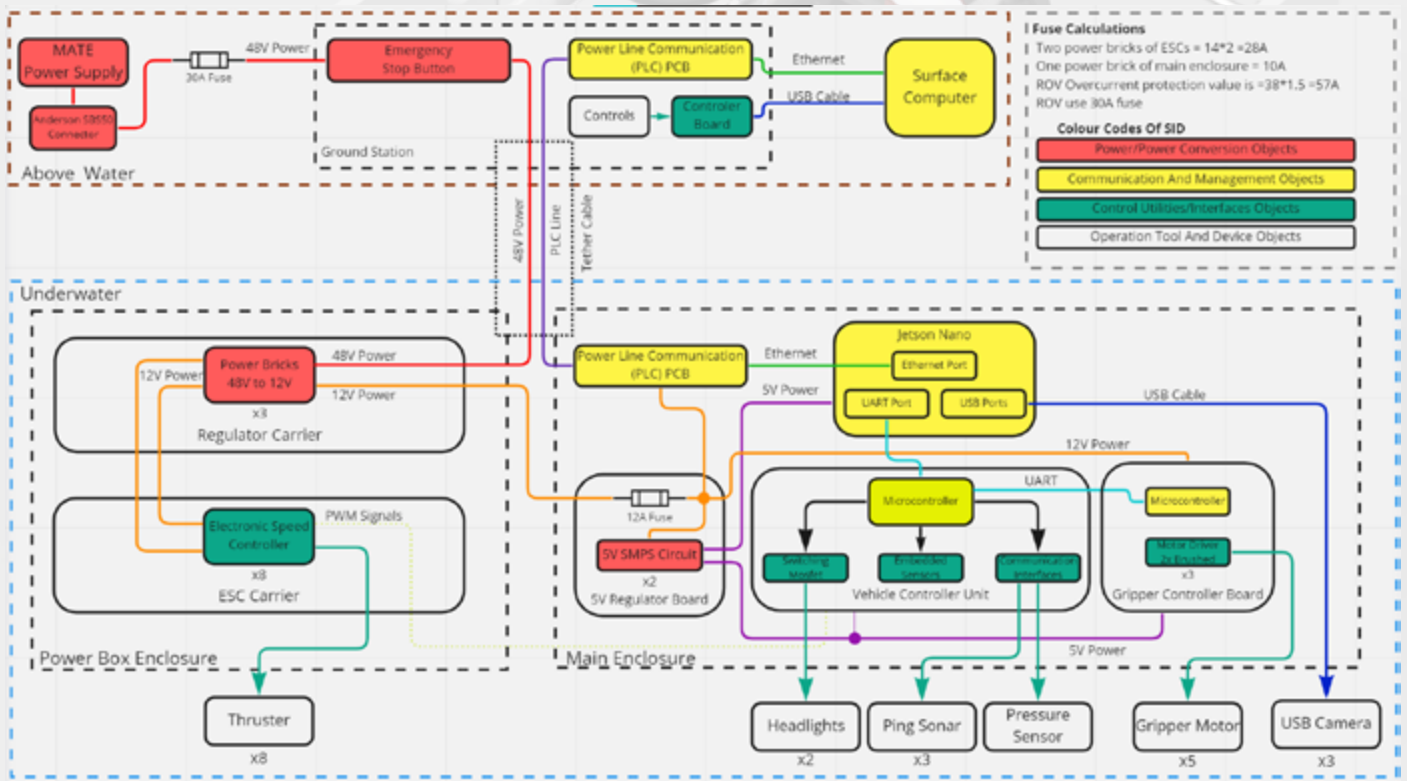 MATE
Power Supply
Anderson SB550
Connector
30A Fuse
48V Power
Emergency
Stop Button
Power Line Communication
(PLC) PCB
Ethernet
Controls
Controler
Board
USB Cable
Surface
Computer
Ground Station
Above Water
Fuse Calculations
Two power bricks of ESCs = 14*2 =28A
One power brick of main enclosure = 10A
ROV Overcurrent protection value is =38*1.5 =57A
ROV use 30A fuse
Colour Codes Of SID
Power/Power Conversion Objects
Communication And Management Objects
Control Utilities/Interfaces Objects
Operation Tool And Device Objects
48V Power
PLC Line
Tether Cable
Underwater
12V Power
Power Bricks
48V to 12V
x3
48V Power
12V Power
Regulator Carrier
Electronic Speed
Controller
x8
PWM Signals
ESC Carrier
Power Box Enclosure
Thruster
x8
Power Line Communication
(PLC) PCB
Ethernet
5V Power
Jetson Nano
Ethernet Port
UART Port
USB Ports
USB Cable
12V Power
12A Fuse
5V SMPS Circuit
x2
5V Regulator Board
Microcontroller
UART
Switching
Mosfet
Embedded
Sensors
Communication
Interfaces
Vehicle Controller Unit
Microcontroller
Motor Driver
2x Brushed
x3
Gripper Controller Board
5V Power
Main Enclosure
Headlights
x2
Ping Sonar
x3
Pressure
Sensor
Gripper Motor
x5
USB Camera
x3